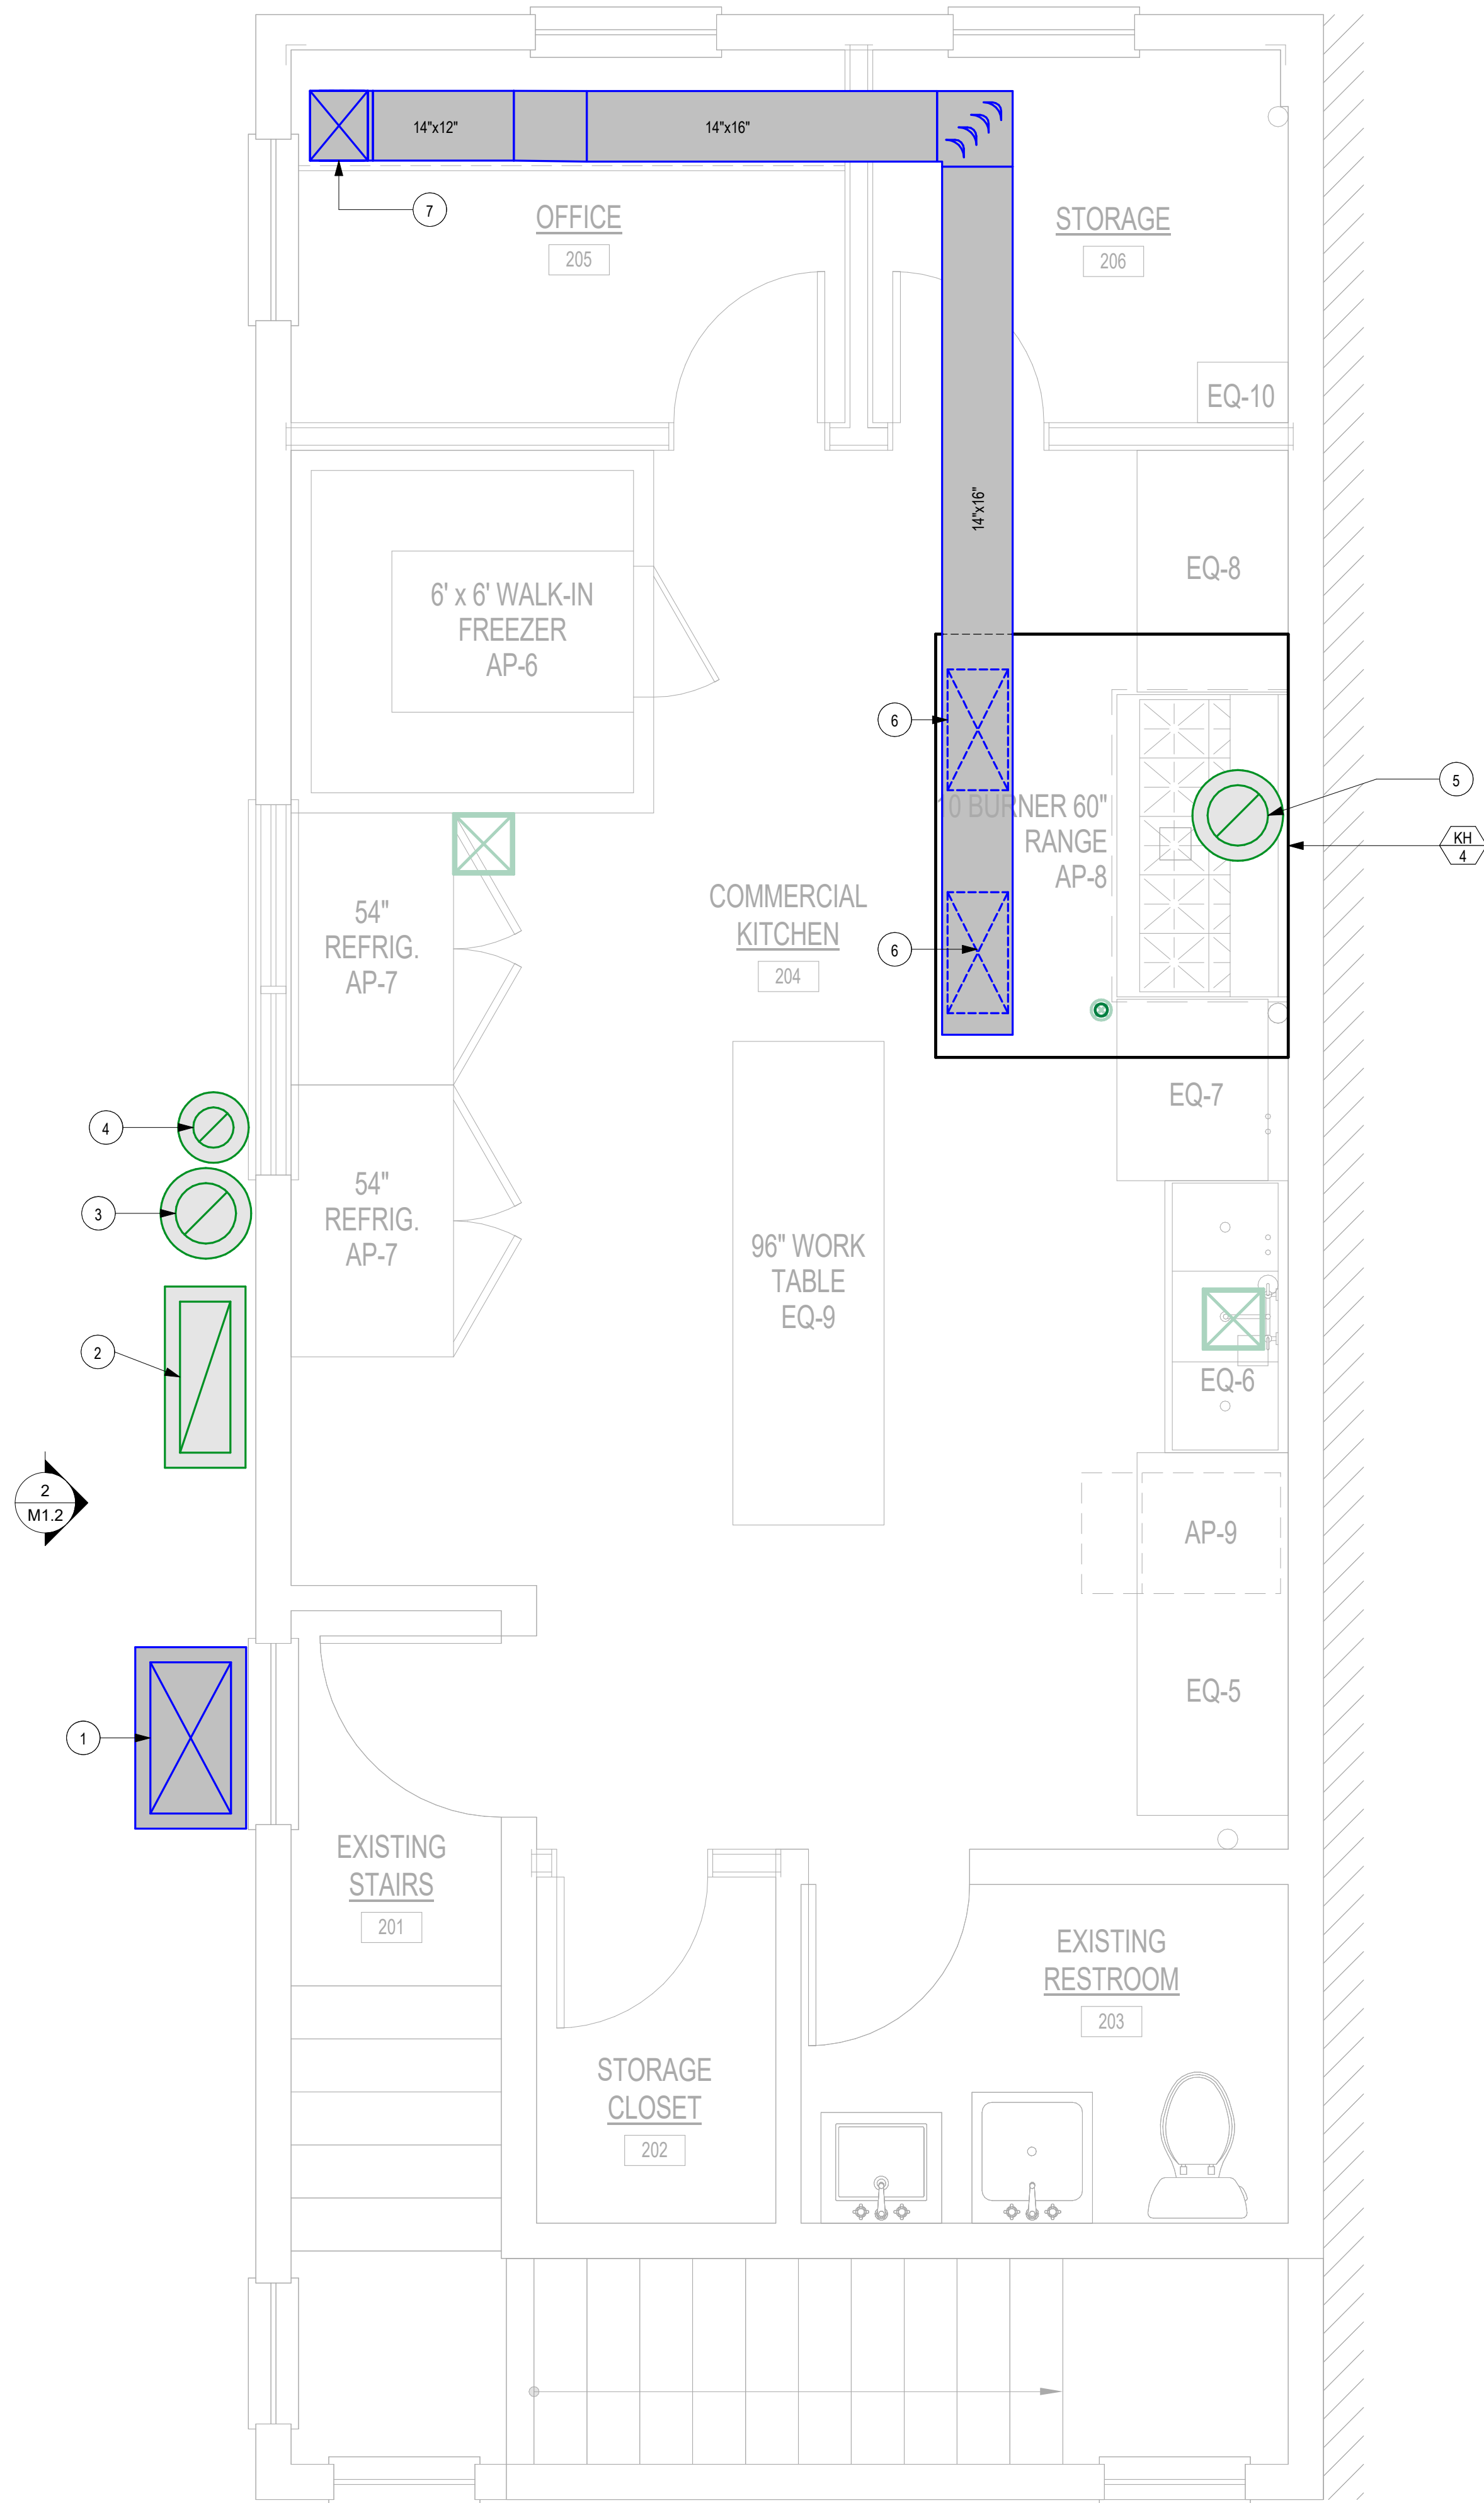 14"x12"
14"x16"
7
OFFICE
205
STORAGE
206
EQ-10
14"x16"
6' x 6' WALK-IN
FREEZER
AP-6
EQ-8
6
5
10 BURNER 60"
RANGE
AP-8
KH
4
COMMERCIAL
KITCHEN
204
54"
REFRIG.
AP-7
6
EQ-7
4
3
54"
REFRIG.
AP-7
96" WORK
TABLE
EQ-9
2
EQ-6
2
M1.2
AP-9
EQ-5
1
EXISTING
STAIRS
201
EXISTING
RESTROOM
203
STORAGE
CLOSET
202